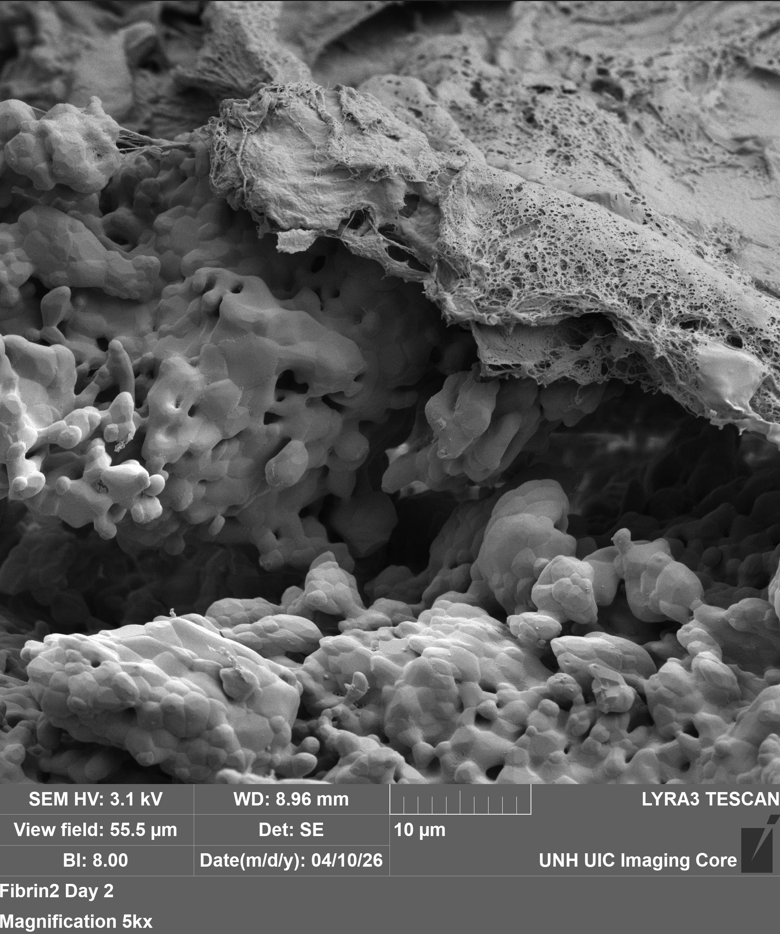 SEM HV: 3.1 kV WD: 8.96 mm LYRA3 TESCAN
View field: 55.5 µm Det: SE 10 µm
BI: 8.00 Date(m/d/y): 04/10/26 UNH UIC Imaging Core
Fibrin2 Day 2
Magnification 5kx